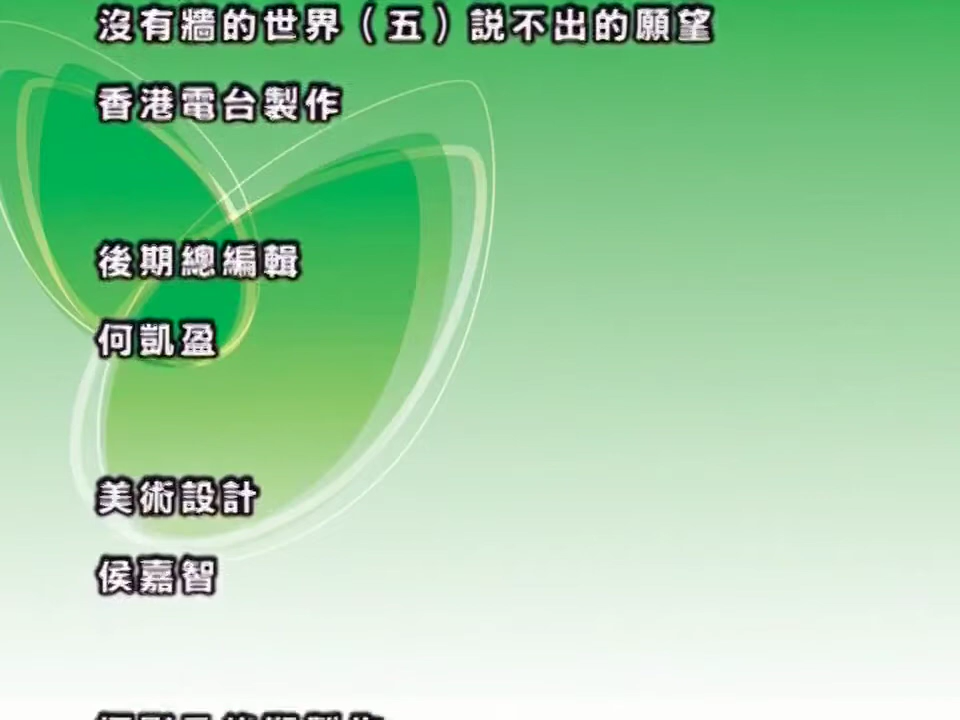 沒有牆的世界（五）説不出的願望
香港電台製作
後期總編輯
何凱盈
美術設計
侯嘉智